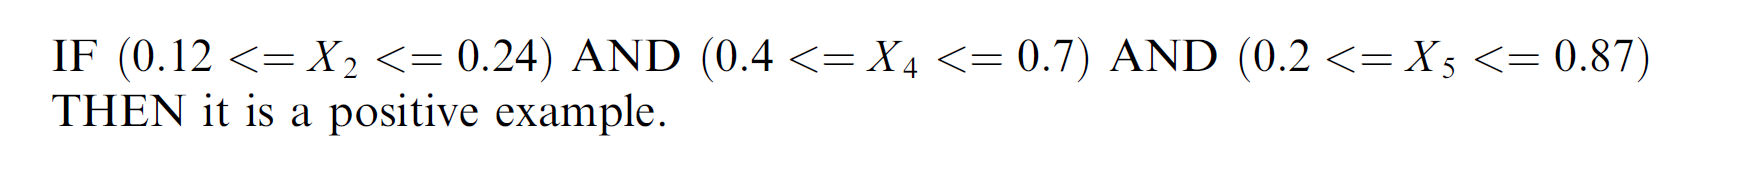 IF (0.12 <= X₂ <= 0.24) AND (0.4 <= X₄ <= 0.7) AND (0.2 <= X₅ <= 0.87)
THEN it is a positive example.